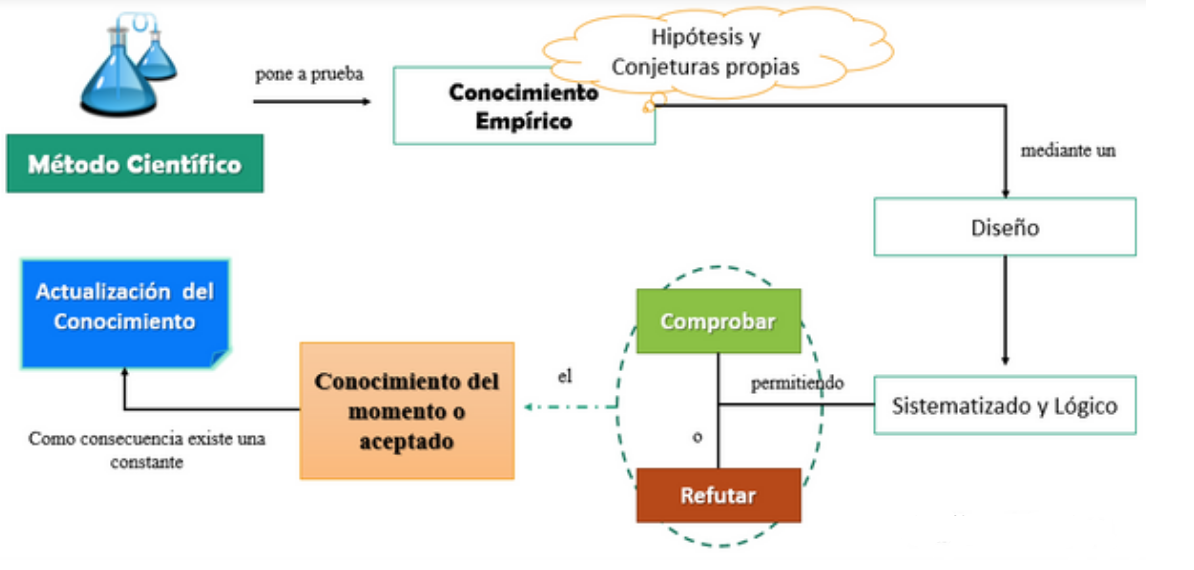 Hipótesis y
Conjeturas propias
pone a prueba
Conocimiento
Empírico
Método Científico
mediante un
Diseño
Actualización del
Conocimiento
Comprobar
el
Conocimiento del
momento o
aceptado
permitiendo
Sistematizado y Lógico
o
Como consecuencia existe una
constante
Refutar